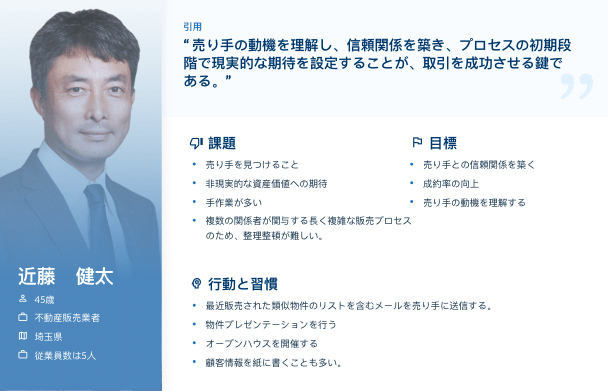 引用
“ 売り手の動機を理解し、信頼関係を築き、プロセスの初期段
階で現実的な期待を設定することが、取引を成功させる鍵で
ある。”
課題
売り手を見つけること
非現実的な資産価値への期待
手作業が多い
複数の関係者が関与する長く複雑な販売プロセス
のため、整理整頓が難しい。
目標
売り手との信頼関係を築く
成約率の向上
売り手の動機を理解する
近藤　健太
45歳
不動産販売業者
埼玉県
従業員数は5人
行動と習慣
最近販売された類似物件のリストを含むメールを売り手に送信する。
物件プレゼンテーションを行う
オープンハウスを開催する
顧客情報を紙に書くことも多い。